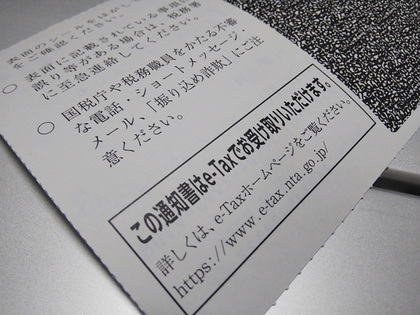 表面のシールをはがし
をご確認ください。
○ 表面に記載されている事項に
誤り等がある場合は、税務署
に至急連絡してください。
○ 国税庁や税務職員をかたる不審
な電話・ショートメッセージ・
メール、「振り込め詐欺」にご注
意ください。
この通知書はe-Taxでお受け取りいただけます。
詳しくは、e-Taxホームページをご覧ください。
https://www.e-tax.nta.go.jp/